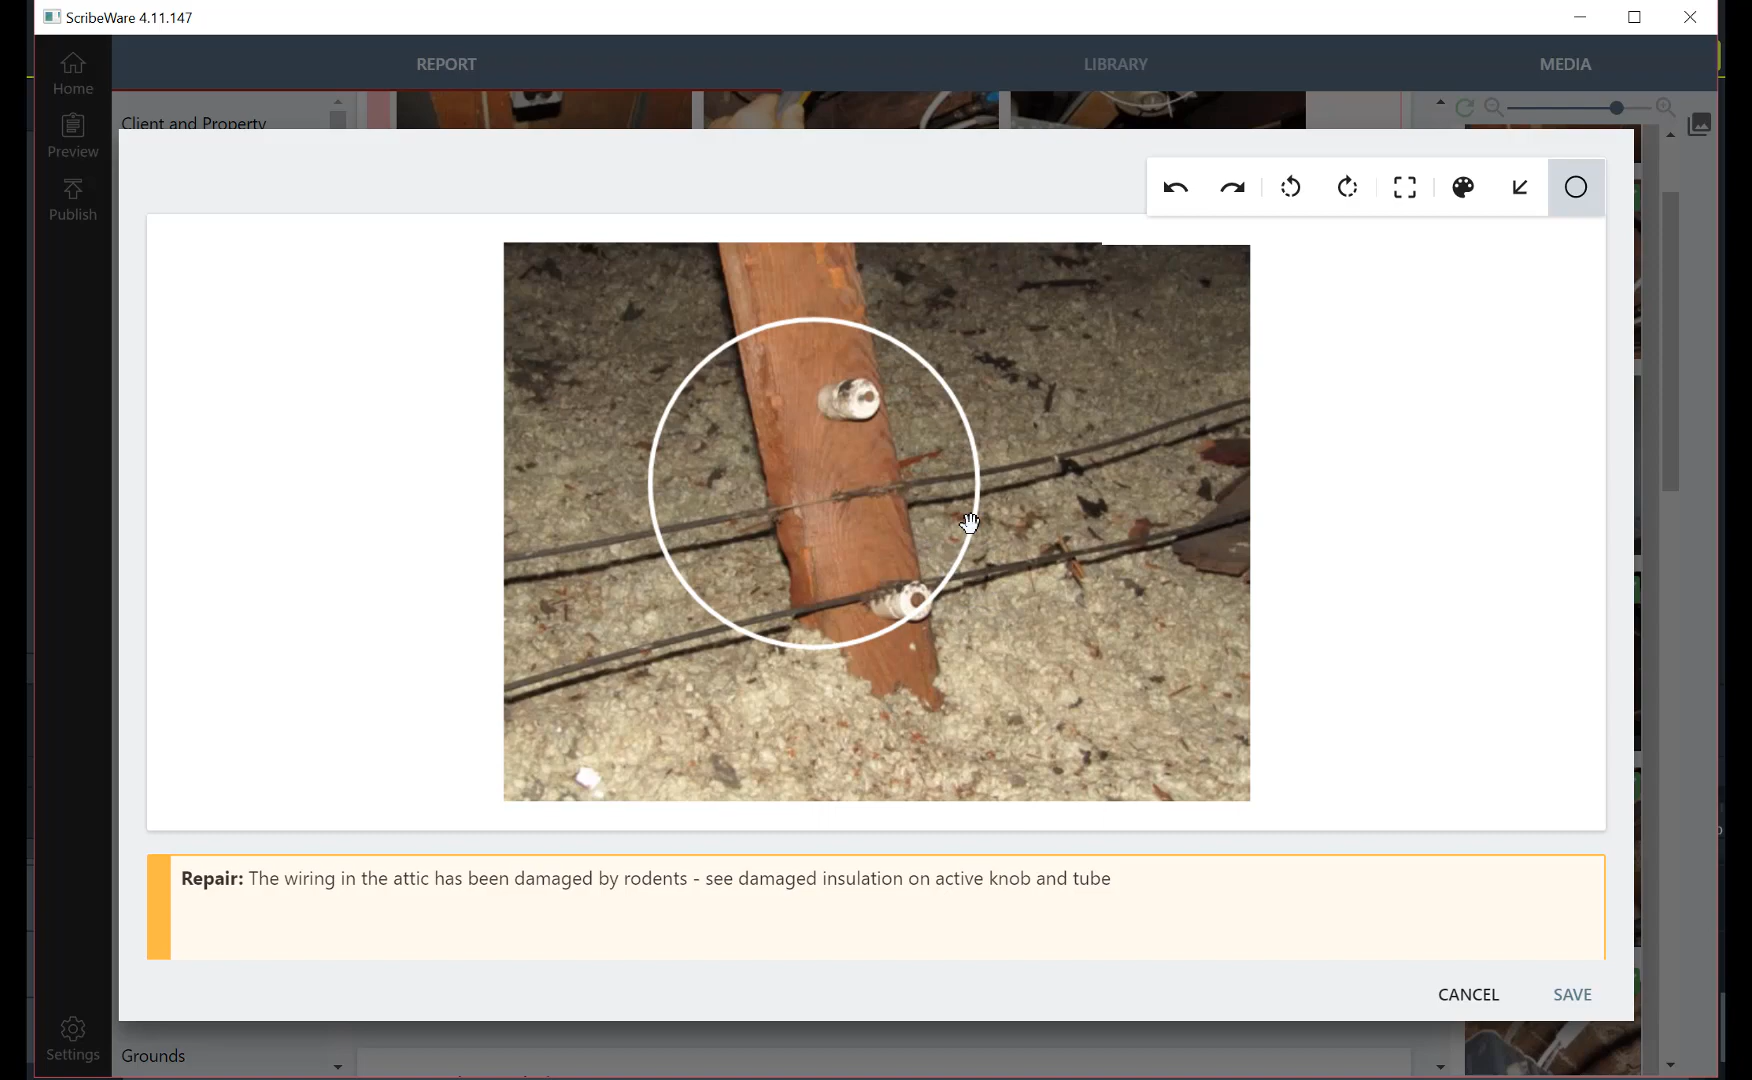 ScribeWare 4.11.147
REPORT
LIBRARY
MEDIA
Home
Client and Property
Preview
Publish
Repair: The wiring in the attic has been damaged by rodents - see damaged insulation on active knob and tube
CANCEL
SAVE
Settings
Grounds